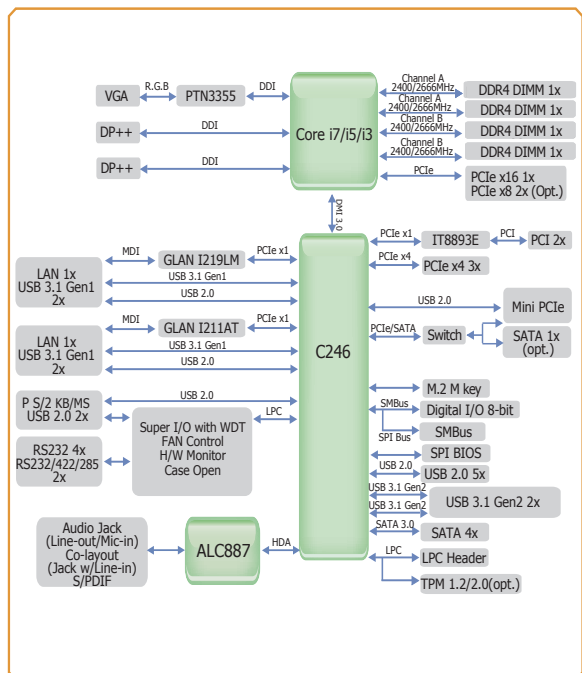 VGA
R.G.B
PTN3355
DDI
DP++
DDI
DP++
DDI
Core i7/i5/i3
Channel A
2400/2666MHz
DDR4 DIMM 1x
Channel A
2400/2666MHz
DDR4 DIMM 1x
Channel B
2400/2666MHz
DDR4 DIMM 1x
Channel B
2400/2666MHz
DDR4 DIMM 1x
PCIe
PCIe x16 1x
PCIe x8 2x (Opt.)
DMI 3.0
LAN 1x
USB 3.1 Gen1
2x
MDI
GLAN I219LM
PCIe x1
USB 3.1 Gen1
USB 2.0
LAN 1x
USB 3.1 Gen1
2x
MDI
GLAN I211AT
PCIe x1
USB 3.1 Gen1
USB 2.0
P S/2 KB/MS
USB 2.0 2x
USB 2.0
RS232 4x
RS232/422/285
2x
Super I/O with WDT
FAN Control
H/W Monitor
Case Open
LPC
Audio Jack
(Line-out/Mic-in)
Co-layout
(Jack w/Line-in)
S/PDIF
ALC887
HDA
C246
PCIe x1
IT8893E
PCI
PCI 2x
PCIe x4
PCIe x4 3x
USB 2.0
Mini PCIe
PCIe/SATA
Switch
SATA 1x
(opt.)
M.2 M key
SMBus
Digital I/O 8-bit
SMBus
SPI Bus
SPI BIOS
USB 2.0
USB 2.0 5x
USB 3.1 Gen2
USB 3.1 Gen2
USB 3.1 Gen2 2x
SATA 3.0
SATA 4x
LPC
LPC Header
TPM 1.2/2.0(opt.)